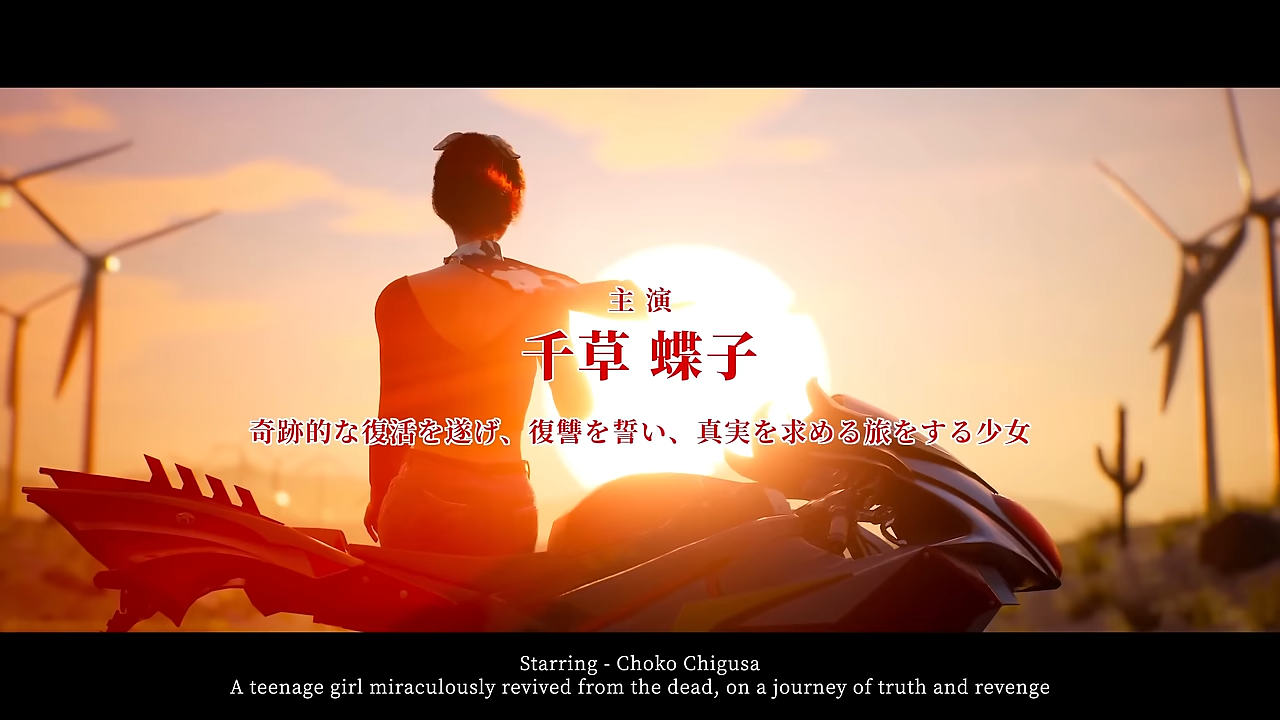 主演
千草 蝶子
奇跡的な復活を遂げ、復讐を誓い、真実を求める旅をする少女
Starring - Choko Chigusa
A teenage girl miraculously revived from the dead, on a journey of truth and revenge